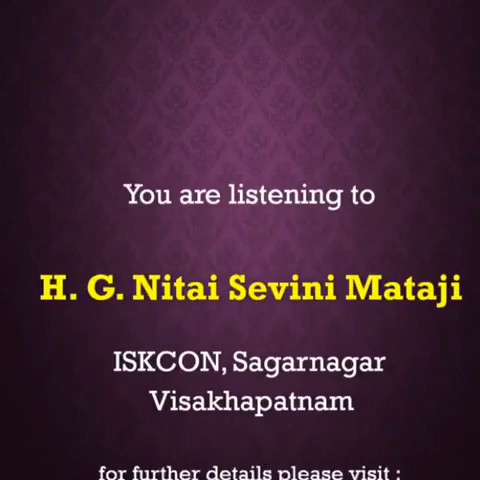 You are listening to
H. G. Nitai Sevini Mataji
ISKCON, Sagarnagar
Visakhapatnam
for further details please visit :